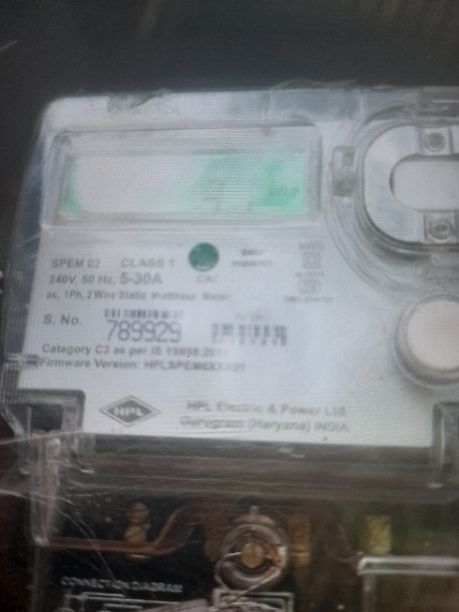 SPEM 02 CLASS 1
240V, 50 Hz, 5-30A
ac, 1Ph, 2 Wire Static Watthour Meter
S. No. 789929
Category C3 as per IS
Firmware Version:
HPL
HPL Electric & Power Ltd.
Gurugram (Haryana) INDIA
CONNECTION DIAGRAM